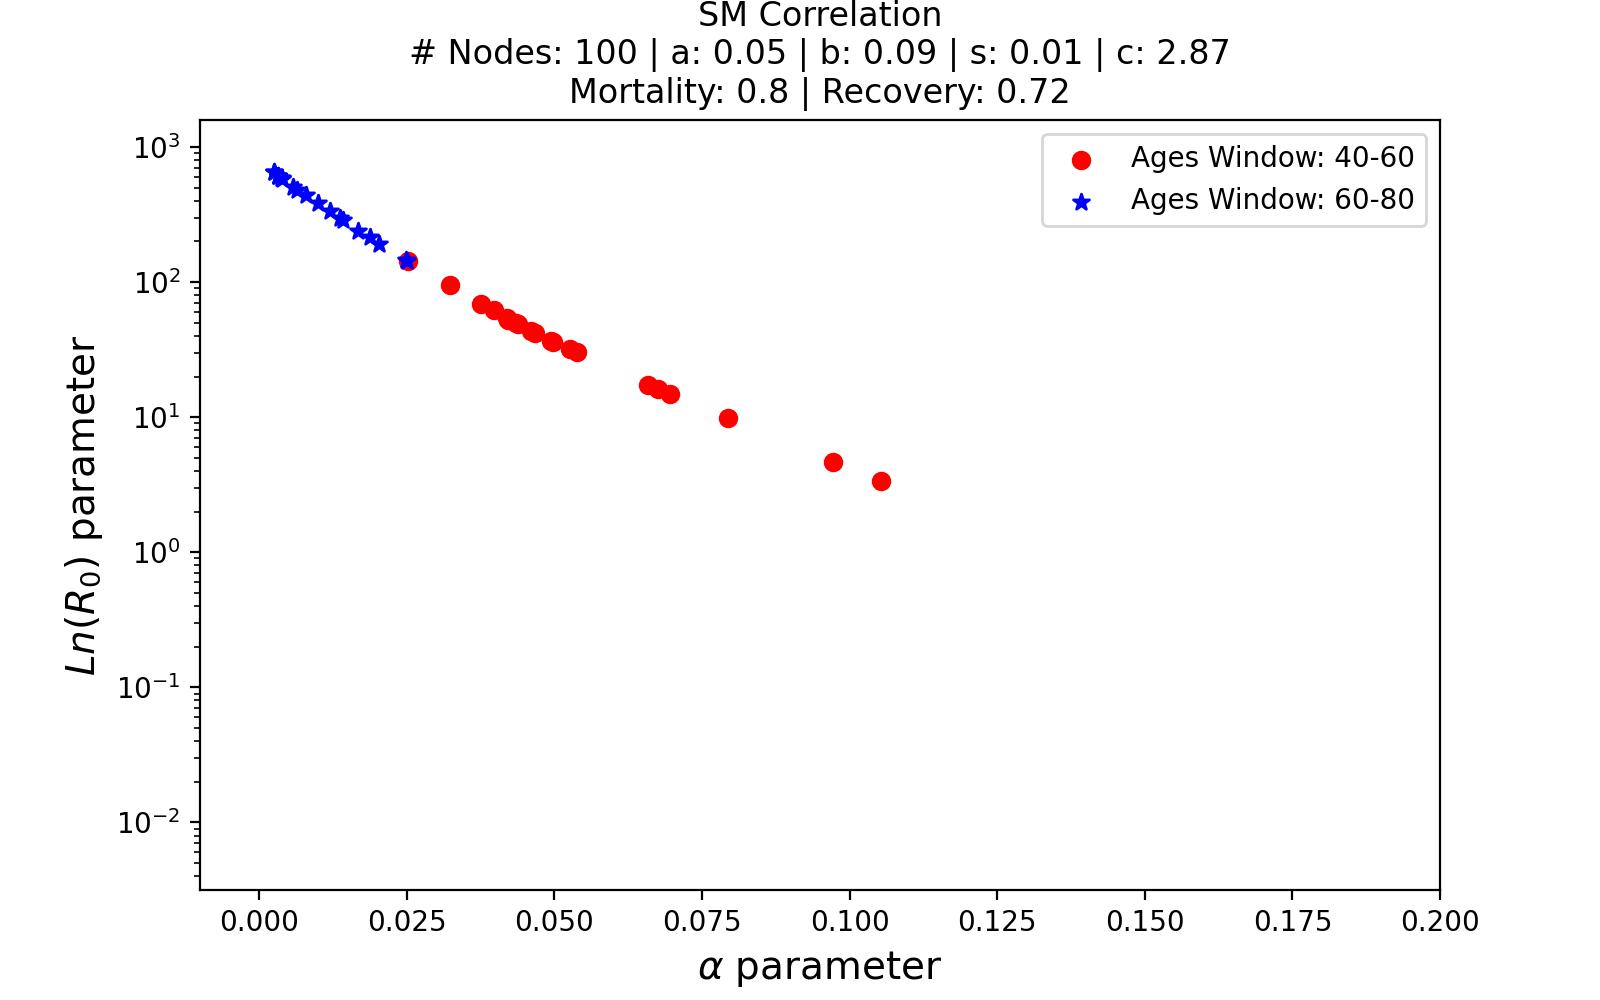 SM Correlation
# Nodes: 100 | a: 0.05 | b: 0.09 | s: 0.01 | c: 2.87
Mortality: 0.8 | Recovery: 0.72
Ages Window: 40-60
Ages Window: 60-80
Ln(R₀) parameter
10³
10²
10¹
10⁰
10⁻¹
10⁻²
0.000 0.025 0.050 0.075 0.100 0.125 0.150 0.175 0.200
α parameter